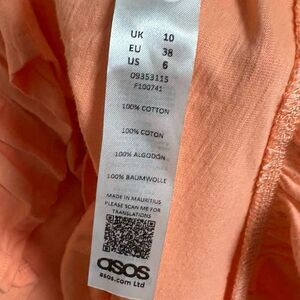 UK 10
EU 38
US 6
09353115
F100741
100% COTTON
100% COTON
100% ALGODÓN
100% BAUMWOLLE
MADE IN MAURITIUS
PLEASE SCAN ME FOR
TRANSLATIONS
asos
asos.com Ltd